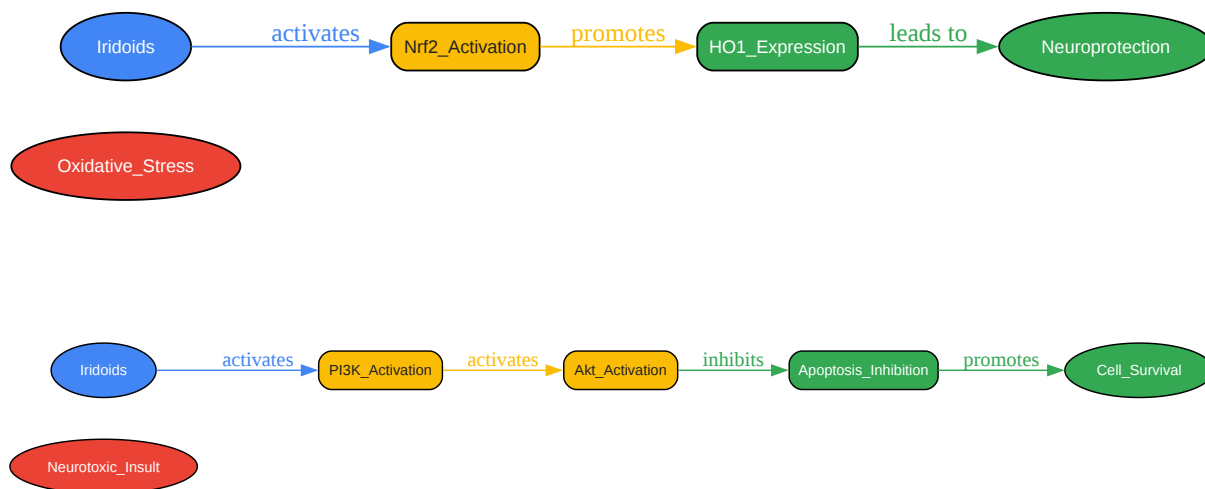 Iridoids activates Nrf2_Activation promotes HO1_Expression leads to Neuroprotection
Oxidative_Stress
Iridoids activates PI3K_Activation activates Akt_Activation inhibits Apoptosis_Inhibition promotes Cell_Survival
Neurotoxic_Insult